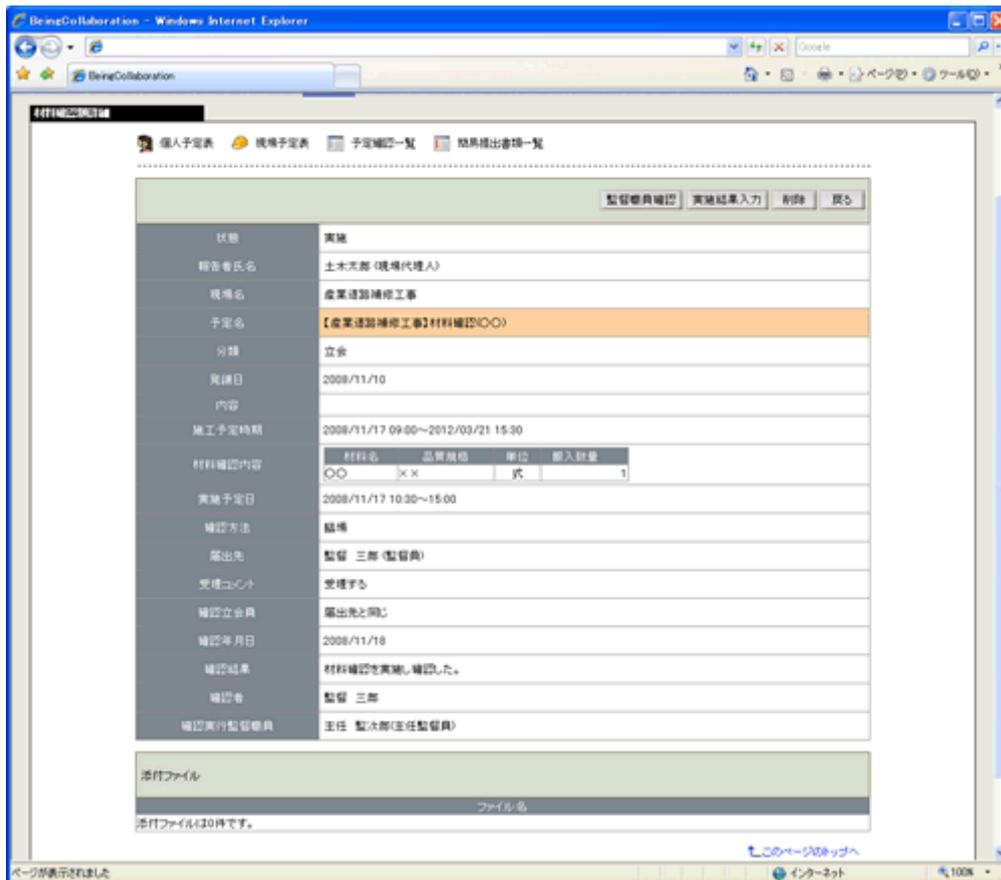 BeingCollaboration - Windows Internet Explorer
Google
BeingCollaboration
ページ(P) ツール(O)
材料確認願詳細
個人予定表 現場予定表 予定確認一覧 簡易提出書類一覧
監督職員確認 実施結果入力 削除 戻る
状態 実施
報告者氏名 土木太郎(現場代理人)
現場名 産業道路補修工事
予定名 【産業道路補修工事】材料確認(〇〇)
分類 立会
発議日 2008/11/10
内容
施工予定時期 2008/11/17 09:00～2012/03/21 15:30
材料名 品質規格 単位 搬入数量
材料確認内容
〇〇 ×× 式 1
実施予定日 2008/11/17 10:30～15:00
確認方法 臨場
届出先 監督 三郎(監督員)
受理コメント 受理する
確認立会員 届出先と同じ
確認年月日 2008/11/18
確認結果 材料確認を実施し確認した。
確認者 監督 三郎
確認実行監督職員 主任 監次郎(主任監督員)
添付ファイル
ファイル名
添付ファイルは0件です。
このページのトップへ
ページが表示されました インターネット 100%